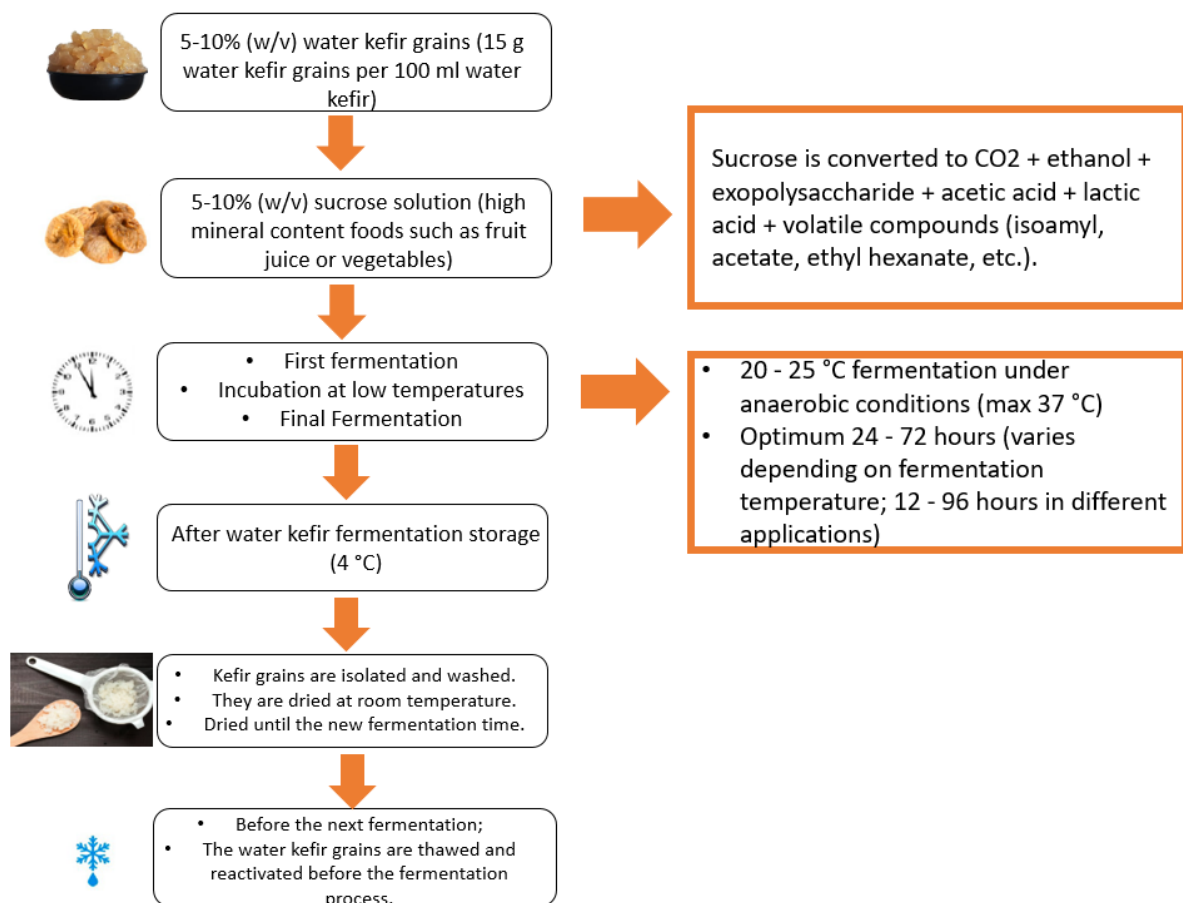 5-10% (w/v) water kefir grains (15 g
water kefir grains per 100 ml water
kefir)
5-10% (w/v) sucrose solution (high
mineral content foods such as fruit
juice or vegetables)
Sucrose is converted to CO2 + ethanol +
exopolysaccharide + acetic acid + lactic
acid + volatile compounds (isoamyl,
acetate, ethyl hexanate, etc.).
• First fermentation
• Incubation at low temperatures
• Final Fermentation
• 20 - 25 °C fermentation under
anaerobic conditions (max 37 °C)
• Optimum 24 - 72 hours (varies
depending on fermentation
temperature; 12 - 96 hours in different
applications)
After water kefir fermentation storage
(4 °C)
• Kefir grains are isolated and washed.
• They are dried at room temperature.
• Dried until the new fermentation time.
• Before the next fermentation;
• The water kefir grains are thawed and
reactivated before the fermentation
process.